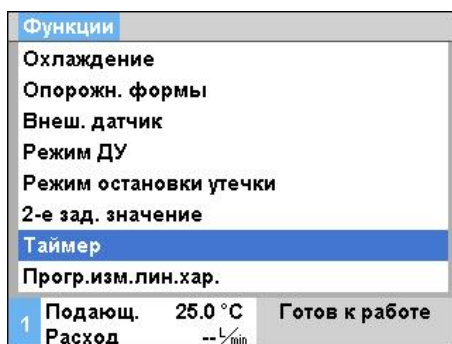 Функции
Охлаждение
Опорожн. формы
Внеш. датчик
Режим ДУ
Режим остановки утечки
2-е зад. значение
Таймер
Прогр.изм.лин.хар.
1 Подающ. 25.0 °C Готов к работе
Расход -- L/min